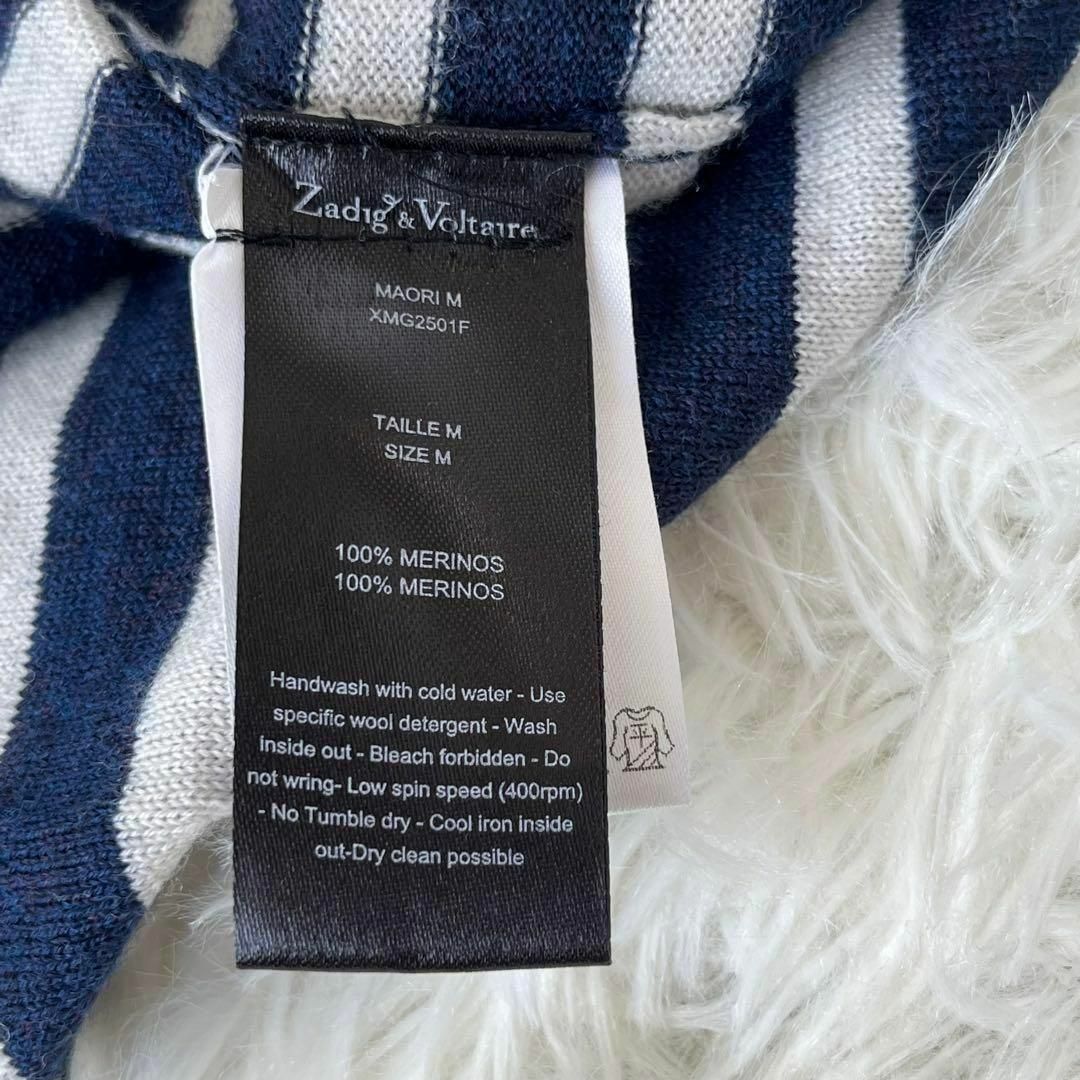 Zadig & Voltaire
MAORI M
XMG2501F
TAILLE M
SIZE M
100% MERINOS
100% MERINOS
Handwash with cold water - Use
specific wool detergent - Wash
inside out - Bleach forbidden - Do
not wring- Low spin speed (400rpm)
- No Tumble dry - Cool iron inside
out-Dry clean possible
平